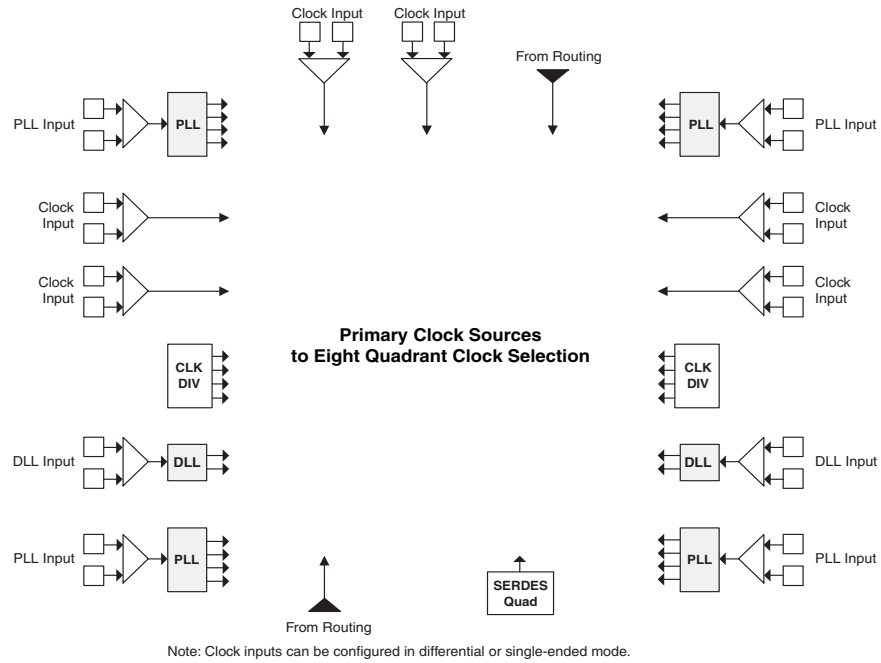 Clock Input
Clock Input
From Routing
PLL Input
PLL
PLL
PLL Input
Clock
Input
Clock
Input
Clock
Input
Clock
Input
Primary Clock Sources
to Eight Quadrant Clock Selection
CLK
DIV
CLK
DIV
DLL Input
DLL
DLL
DLL Input
PLL Input
PLL
PLL
PLL Input
SERDES
Quad
From Routing
Note: Clock inputs can be configured in differential or single-ended mode.